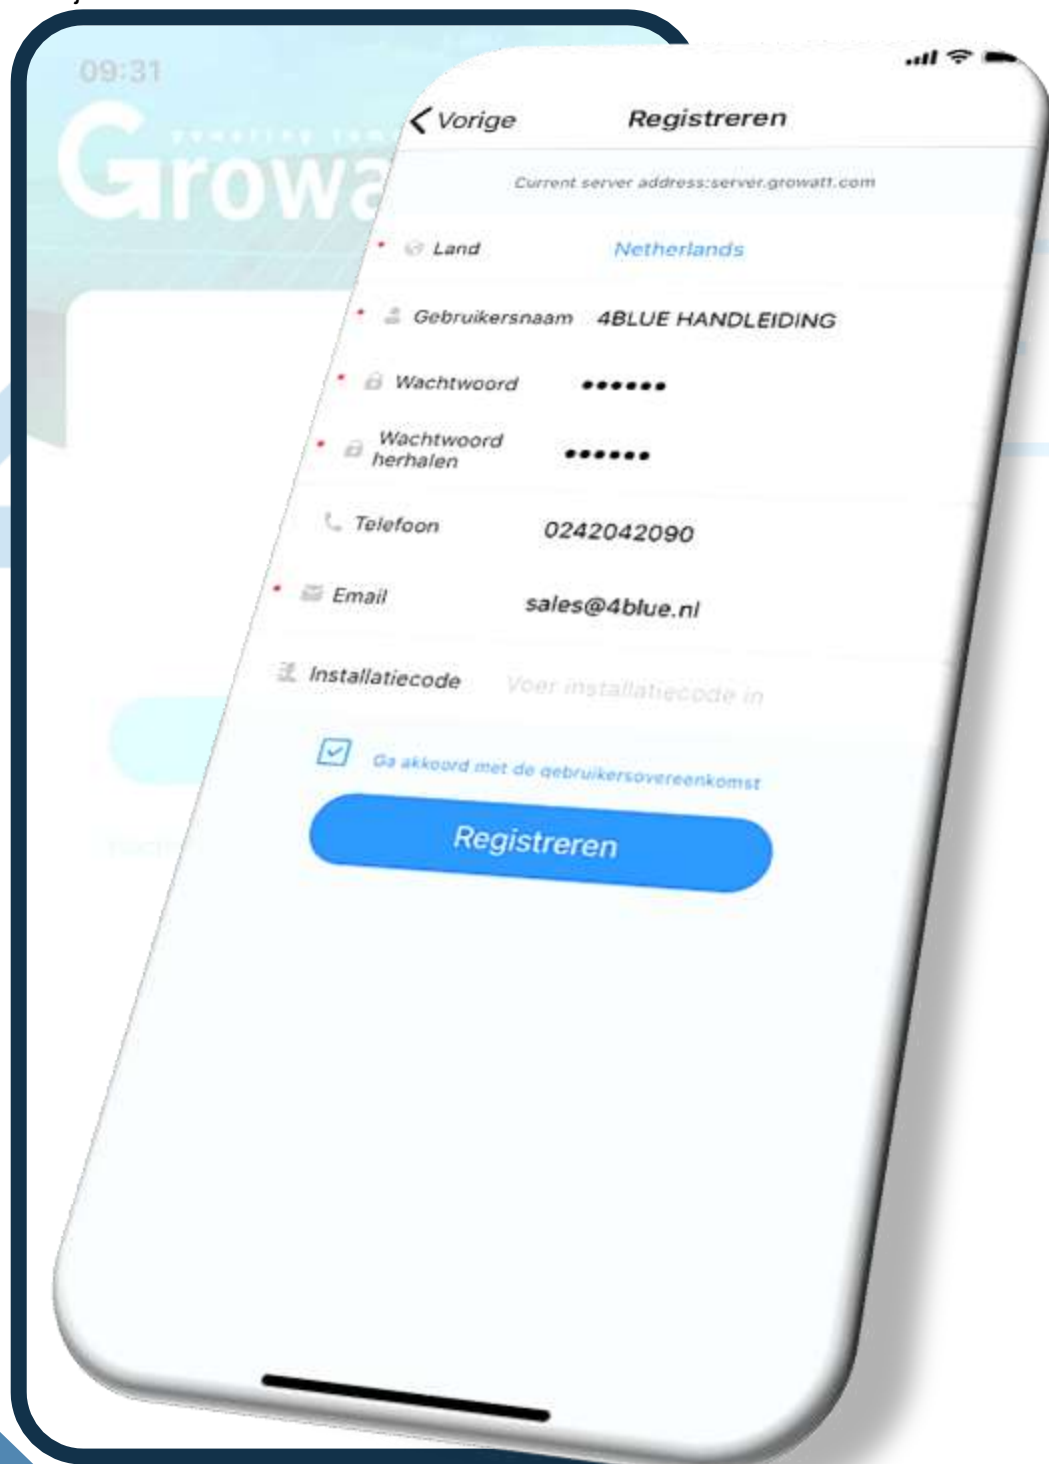 09:31
Growa
Vorige Registreren
Current server address:server.growatt.com
* Land Netherlands
* Gebruikersnaam 4BLUE HANDLEIDING
* Wachtwoord ••••••
* Wachtwoord
herhalen ••••••
Telefoon 0242042090
* Email sales@4blue.nl
Installatiecode Voer installatiecode in
Ga akkoord met de gebruikersovereenkomst
Registreren